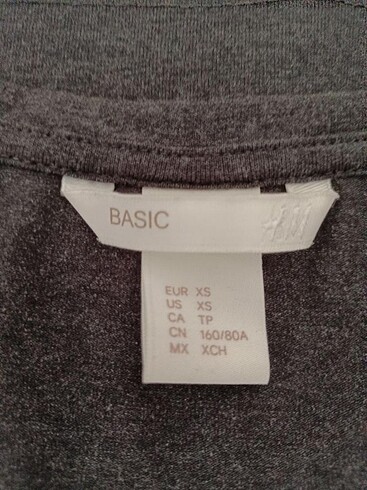 BASIC
EUR XS
US XS
CA TP
CN 160/80A
MX XCH